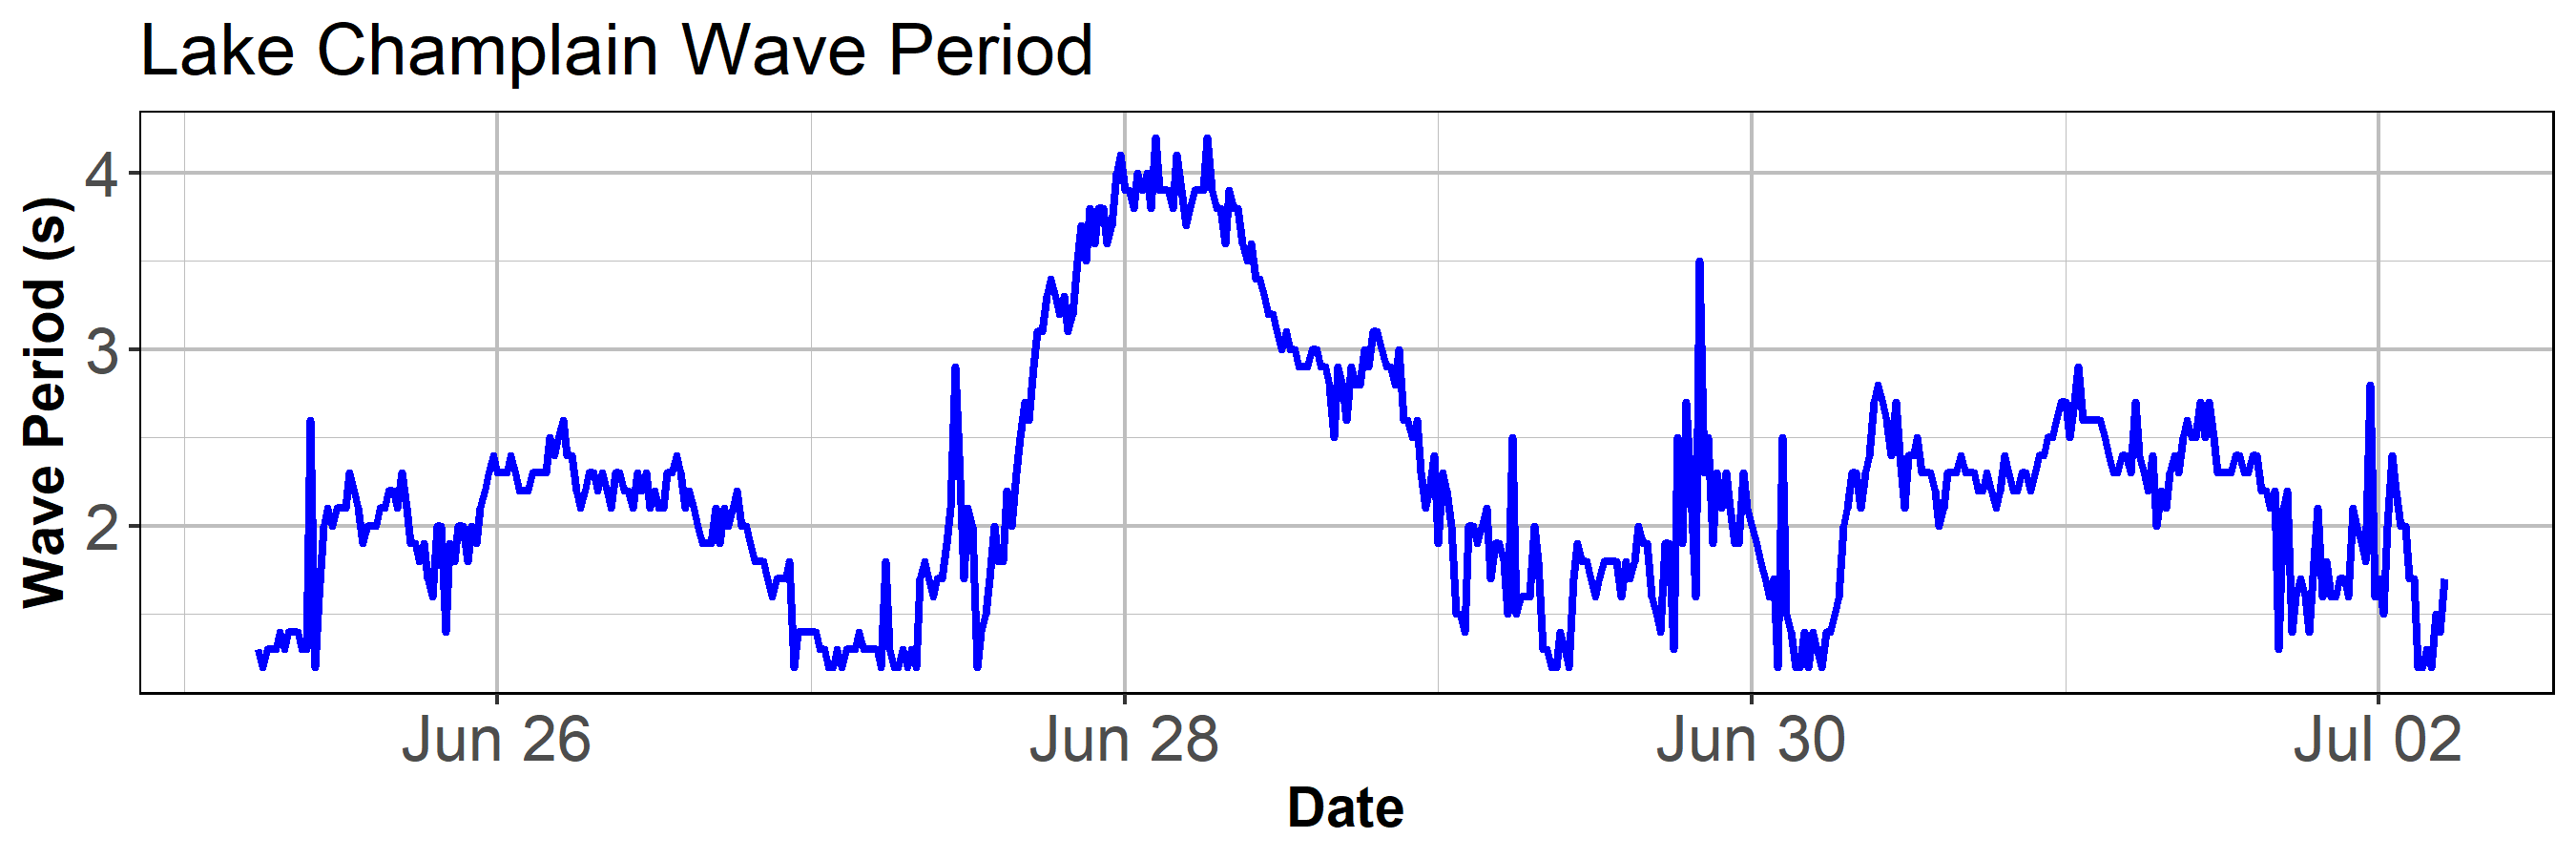 Lake Champlain Wave Period
Wave Period (s)
4
3
2
Jun 26
Jun 28
Jun 30
Jul 02
Date